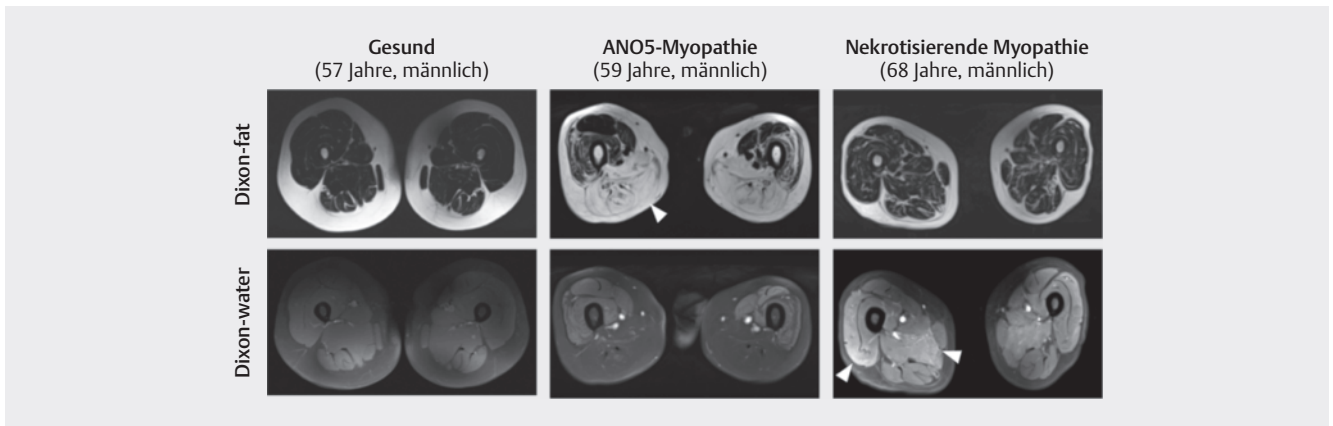 Gesund
(57 Jahre, männlich)
ANO5-Myopathie
(59 Jahre, männlich)
Nekrotisierende Myopathie
(68 Jahre, männlich)
Dixon-fat
Dixon-water